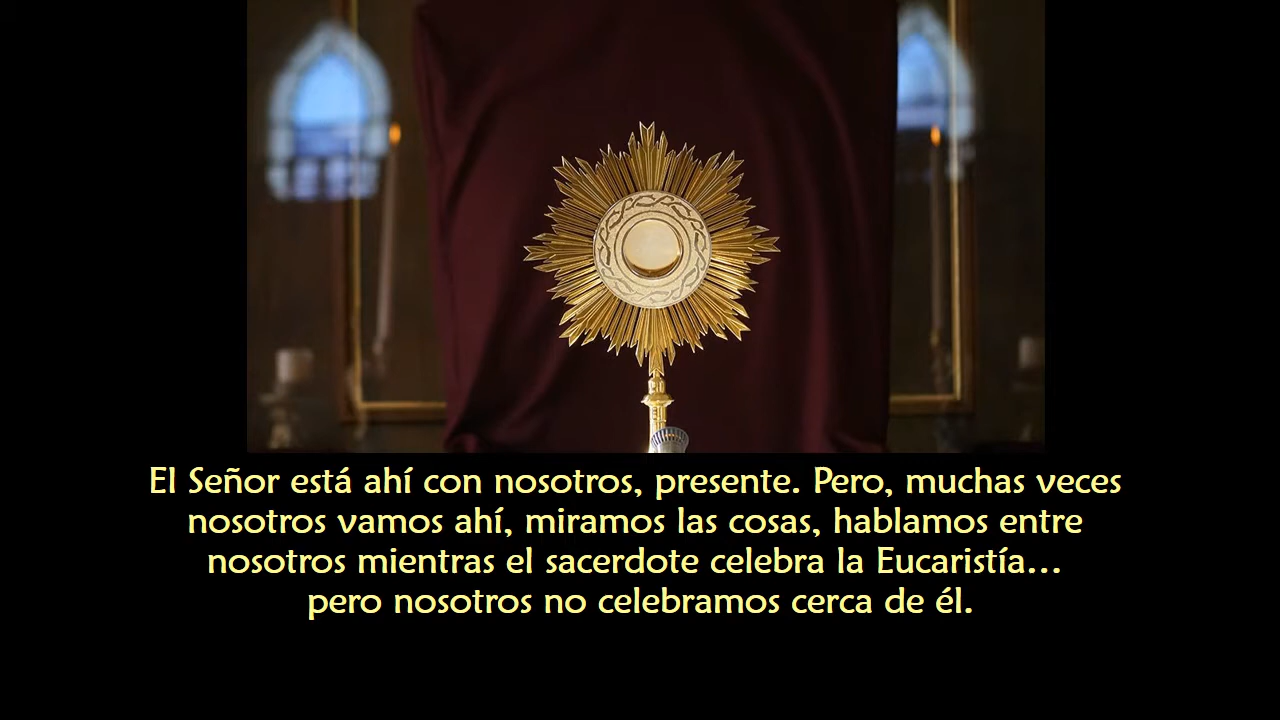 El Señor está ahí con nosotros, presente. Pero, muchas veces
nosotros vamos ahí, miramos las cosas, hablamos entre
nosotros mientras el sacerdote celebra la Eucaristía...
pero nosotros no celebramos cerca de él.